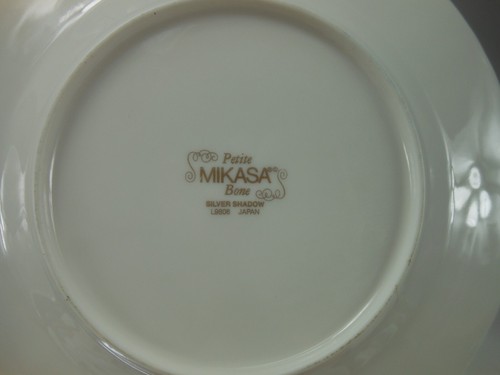 Petite
MIKASA
Bone
SILVER SHADOW
L9806 JAPAN